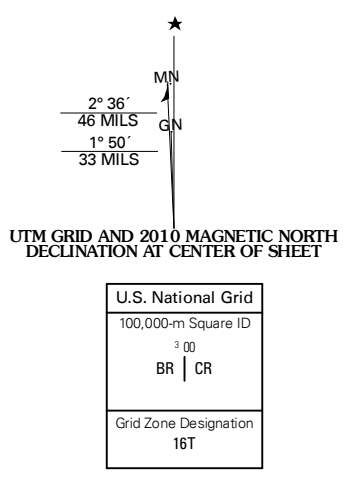 MN
2° 36´
46 MILS
GN
1° 50´
33 MILS
UTM GRID AND 2010 MAGNETIC NORTH
DECLINATION AT CENTER OF SHEET
U.S. National Grid
100,000-m Square ID
3 00
BR CR
Grid Zone Designation
16T